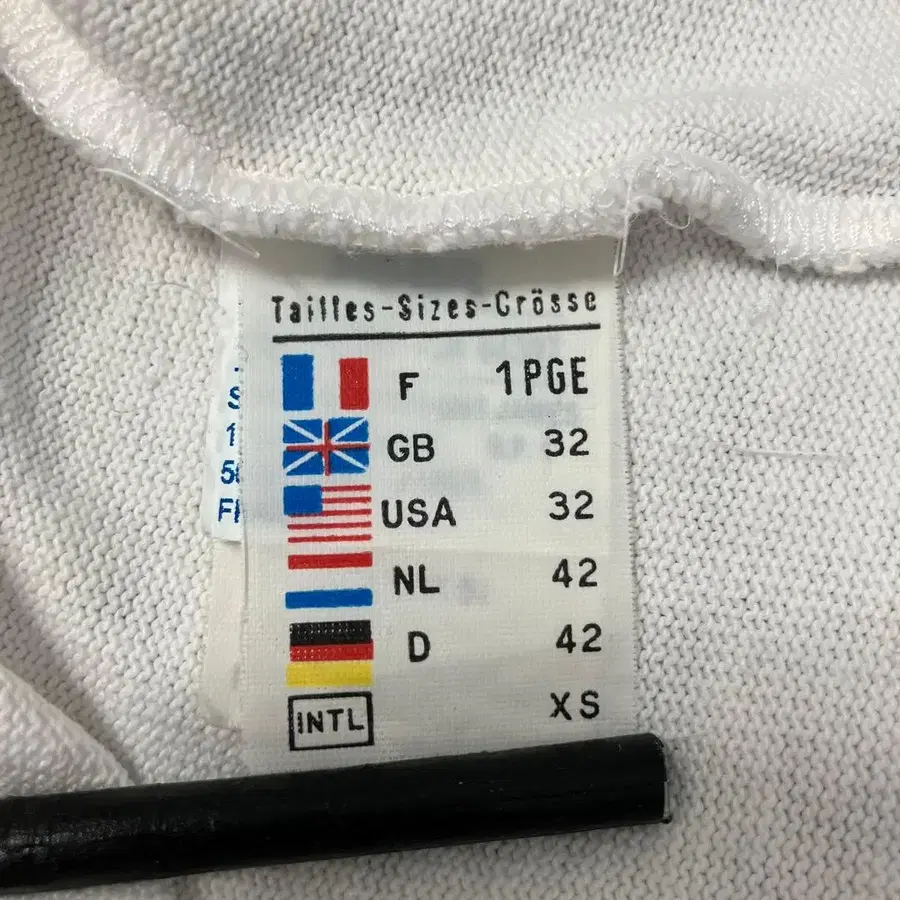 Tailles-Sizes-Grösse
F 1PGE
GB 32
USA 32
NL 42
D 42
INTL XS